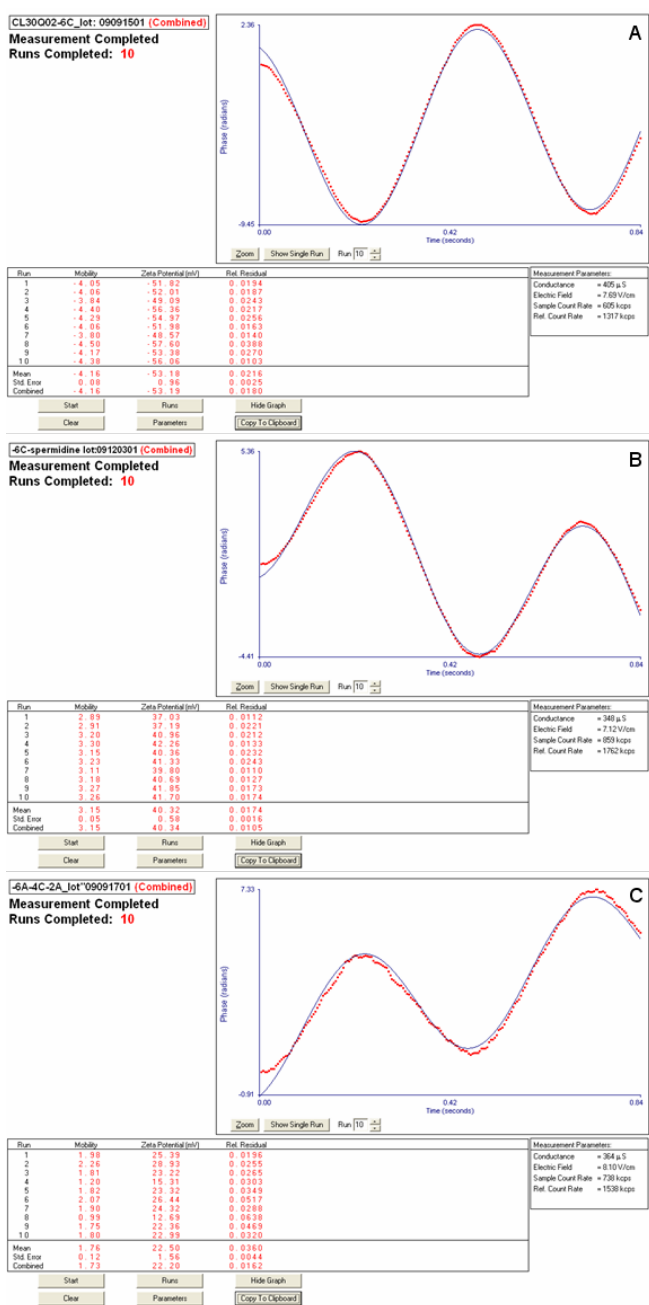 CL30Q02-6C_lot: 09091501 (Combined)
Measurement Completed
Runs Completed: 10
A
2.36
Phase (radians)
-9.45
0.00 0.42 0.84
Time (seconds)
Zoom Show Single Run Run 10
Run Mobility Zeta Potential (mV) Rel. Residual
1 -4.05 -51.82 0.0194
2 -4.06 -52.01 0.0187
3 -3.84 -49.09 0.0243
4 -4.40 -56.36 0.0217
5 -4.29 -54.97 0.0256
6 -4.06 -51.98 0.0163
7 -3.80 -48.57 0.0140
8 -4.50 -57.60 0.0388
9 -4.17 -53.38 0.0270
10 -4.38 -56.06 0.0103
Mean -4.16 -53.18 0.0216
Std. Error 0.08 0.96 0.0025
Combined -4.16 -53.19 0.0180
Measurement Parameters:
Conductance = 405 µS
Electric Field = 7.69 V/cm
Sample Count Rate = 605 kcps
Ref. Count Rate = 1317 kcps
Start Runs Hide Graph
Clear Parameters Copy To Clipboard
-6C-spermidine lot:09120301 (Combined)
Measurement Completed
Runs Completed: 10
B
5.36
Phase (radians)
-4.41
0.00 0.42 0.84
Time (seconds)
Zoom Show Single Run Run 10
Run Mobility Zeta Potential (mV) Rel. Residual
1 2.89 37.03 0.0112
2 2.91 37.19 0.0221
3 3.20 40.96 0.0212
4 3.30 42.26 0.0133
5 3.15 40.36 0.0232
6 3.23 41.33 0.0243
7 3.11 39.80 0.0110
8 3.18 40.69 0.0127
9 3.27 41.85 0.0173
10 3.26 41.70 0.0174
Mean 3.15 40.32 0.0174
Std. Error 0.05 0.58 0.0016
Combined 3.15 40.34 0.0105
Measurement Parameters:
Conductance = 348 µS
Electric Field = 7.12 V/cm
Sample Count Rate = 859 kcps
Ref. Count Rate = 1762 kcps
Start Runs Hide Graph
Clear Parameters Copy To Clipboard
-6A-4C-2A_lot"09091701 (Combined)
Measurement Completed
Runs Completed: 10
C
7.33
Phase (radians)
-0.91
0.00 0.42 0.84
Time (seconds)
Zoom Show Single Run Run 10
Run Mobility Zeta Potential (mV) Rel. Residual
1 1.98 25.39 0.0196
2 2.26 28.93 0.0255
3 1.81 23.22 0.0265
4 1.20 15.31 0.0303
5 1.82 23.32 0.0349
6 2.07 26.44 0.0517
7 1.90 24.32 0.0288
8 0.99 12.69 0.0638
9 1.75 22.36 0.0469
10 1.80 22.99 0.0320
Mean 1.76 22.50 0.0360
Std. Error 0.12 1.56 0.0044
Combined 1.73 22.20 0.0162
Measurement Parameters:
Conductance = 364 µS
Electric Field = 8.10 V/cm
Sample Count Rate = 738 kcps
Ref. Count Rate = 1538 kcps
Start Runs Hide Graph
Clear Parameters Copy To Clipboard